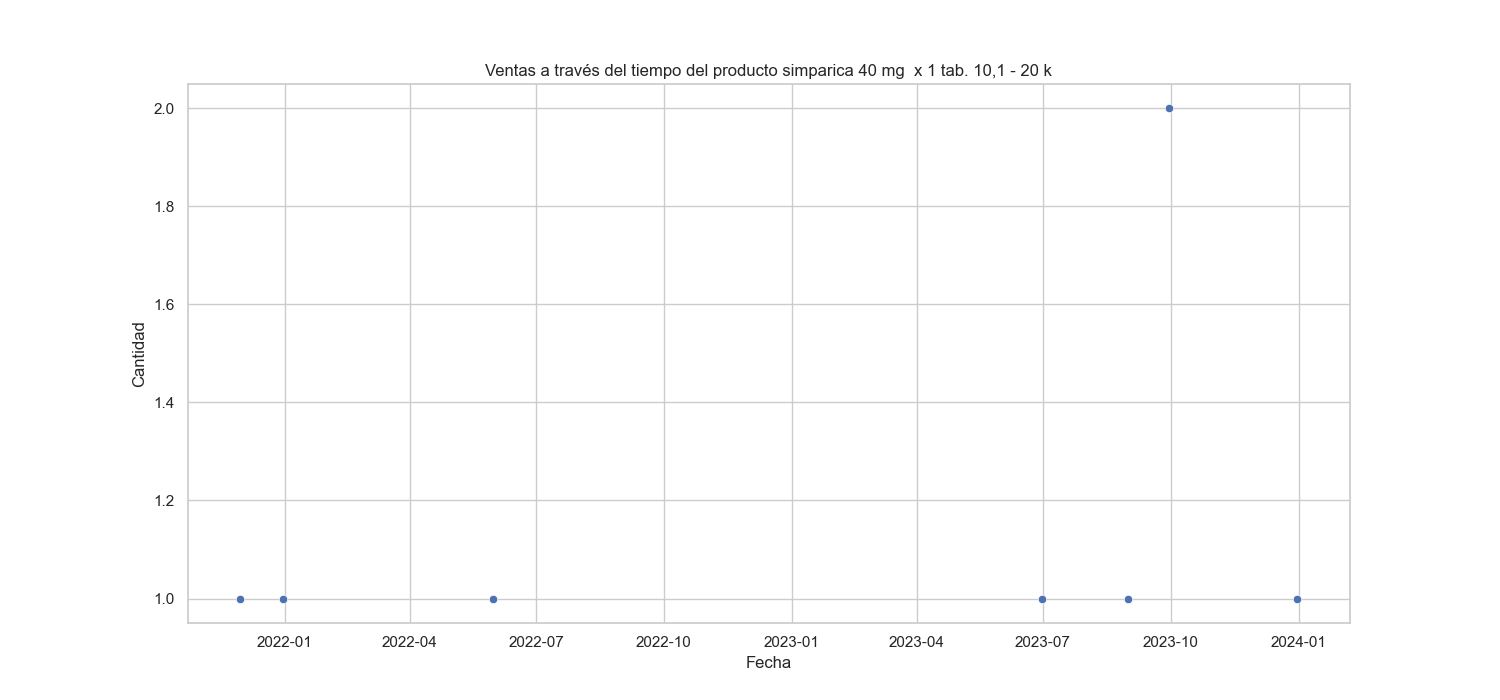 Ventas a través del tiempo del producto simparica 40 mg  x 1 tab. 10,1 - 20 k
2.0
1.8
1.6
1.4
1.2
1.0
Cantidad
2022-01 2022-04 2022-07 2022-10 2023-01 2023-04 2023-07 2023-10 2024-01
Fecha